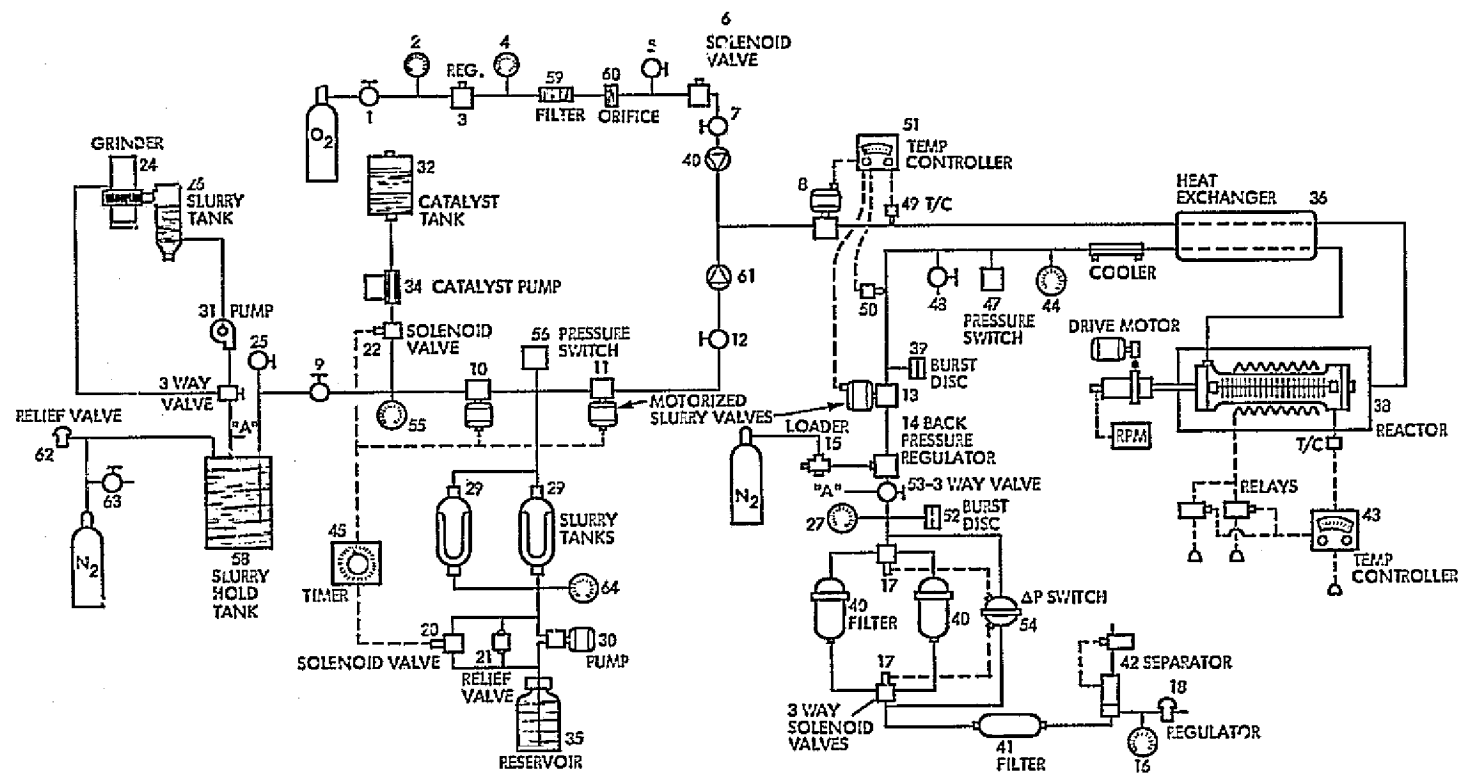 6
SOLENOID
VALVE
2
4
5
REG.
59
60
1
3
FILTER
ORIFICE
7
O2
GRINDER
24
SLURRY
TANK
32
CATALYST
TANK
40
51
TEMP
CONTROLLER
8
49 T/C
HEAT
EXCHANGER
36
34 CATALYST PUMP
61
50
48
47
PRESSURE
SWITCH
44
COOLER
31
PUMP
25
9
22
SOLENOID
VALVE
56
PRESSURE
SWITCH
12
DRIVE MOTOR
3 WAY
VALVE
10
11
39
BURST
DISC
13
RELIEF VALVE
"A"
62
55
MOTORIZED
SLURRY VALVES
LOADER
15
14 BACK
PRESSURE
REGULATOR
38
REACTOR
RPM
T/C
63
N2
29
29
SLURRY
TANKS
N2
"A"
53-3 WAY VALVE
27
52
BURST
DISC
RELAYS
43
TEMP
CONTROLLER
58
SLURRY
HOLD
TANK
45
TIMER
64
17
40
FILTER
40
ΔP SWITCH
54
20
SOLENOID VALVE
21
RELIEF
VALVE
30
PUMP
17
3 WAY
SOLENOID
VALVES
42 SEPARATOR
18
REGULATOR
35
RESERVOIR
41
FILTER
16